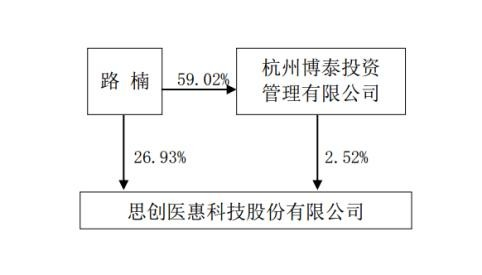 路 楠
59.02%
杭州博泰投资
管理有限公司
26.93%
2.52%
思创医惠科技股份有限公司